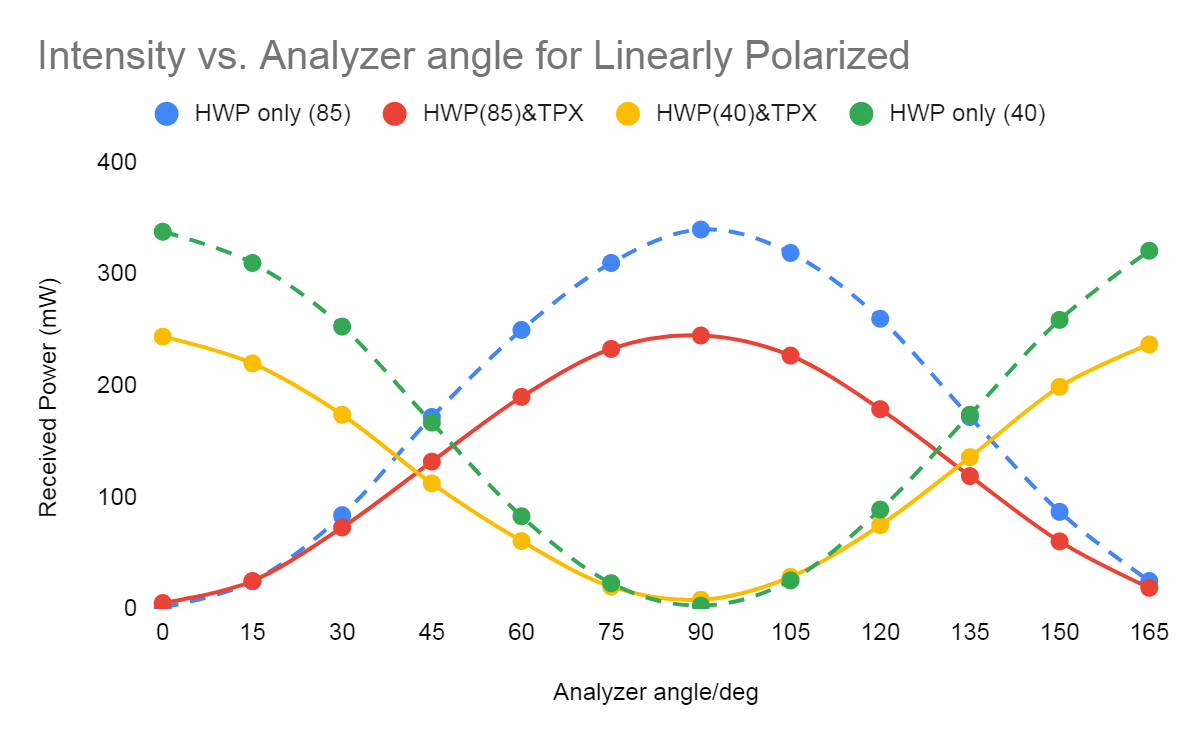 Intensity vs. Analyzer angle for Linearly Polarized
HWP only (85) HWP(85)&TPX HWP(40)&TPX HWP only (40)
400
300
200
100
0
Received Power (mW)
0 15 30 45 60 75 90 105 120 135 150 165
Analyzer angle/deg